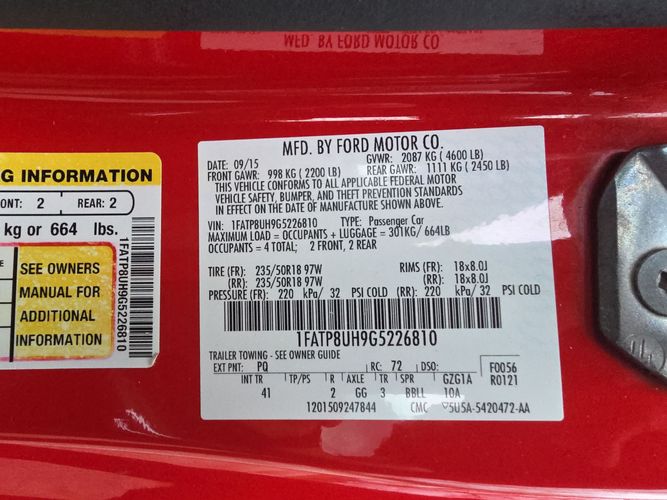 MFD. BY FORD MOTOR CO
G INFORMATION
ONT: 2 REAR: 2
kg or 664 lbs.
SEE OWNERS
MANUAL FOR
ADDITIONAL
INFORMATION
1FATP8UH9G5226810
MFD. BY FORD MOTOR CO.
DATE: 09/15 GVWR: 2087 KG (4600 LB)
FRONT GAWR: 998 KG (2200 LB) REAR GAWR: 1111 KG (2450 LB)
THIS VEHICLE CONFORMS TO ALL APPLICABLE FEDERAL MOTOR
VEHICLE SAFETY, BUMPER, AND THEFT PREVENTION STANDARDS
IN EFFECT ON THE DATE OF MANUFACTURE SHOWN ABOVE.
VIN: 1FATP8UH9G5226810 TYPE: Passenger Car
MAXIMUM LOAD = OCCUPANTS + LUGGAGE = 301KG/ 664LB
OCCUPANTS = 4 TOTAL; 2 FRONT, 2 REAR
TIRE (FR): 235/50R18 97W RIMS (FR): 18x8.0J
(RR): 235/50R18 97W (RR): 18x8.0J
PRESSURE (FR): 220 kPa/ 32 PSI COLD (RR): 220 kPa/ 32 PSI COLD
1FATP8UH9G5226810
TRAILER TOWING - SEE OWNER GUIDE
EXT PNT: PQ RC: 72 DSO: F0056
INT TR TP/PS R AXLE TR SPR GZG1A R0121
41 2 GG 3 BBLL 10A
1201509247844 CMC 5U5A-5420472-AA